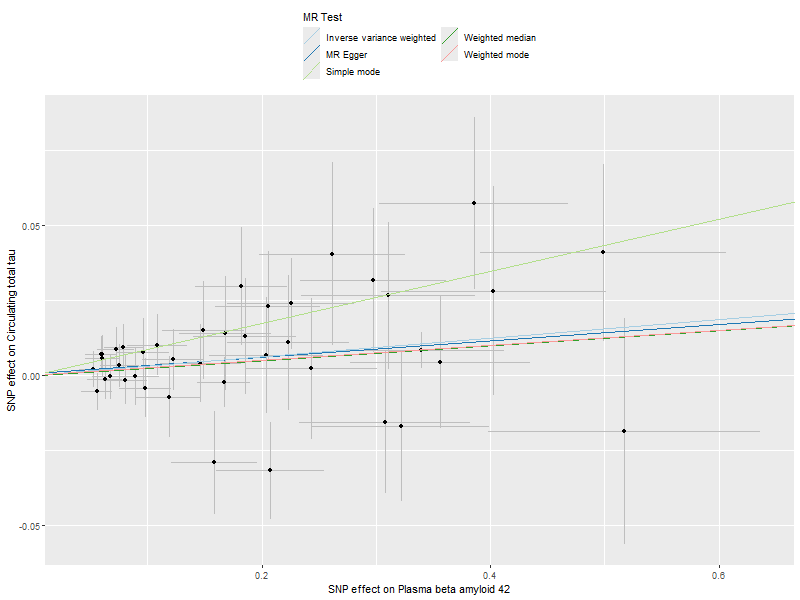 MR Test
Inverse variance weighted
Weighted median
MR Egger
Weighted mode
Simple mode
SNP effect on Circulating total tau
0.05
0.00
-0.05
0.2
0.4
0.6
SNP effect on Plasma beta amyloid 42